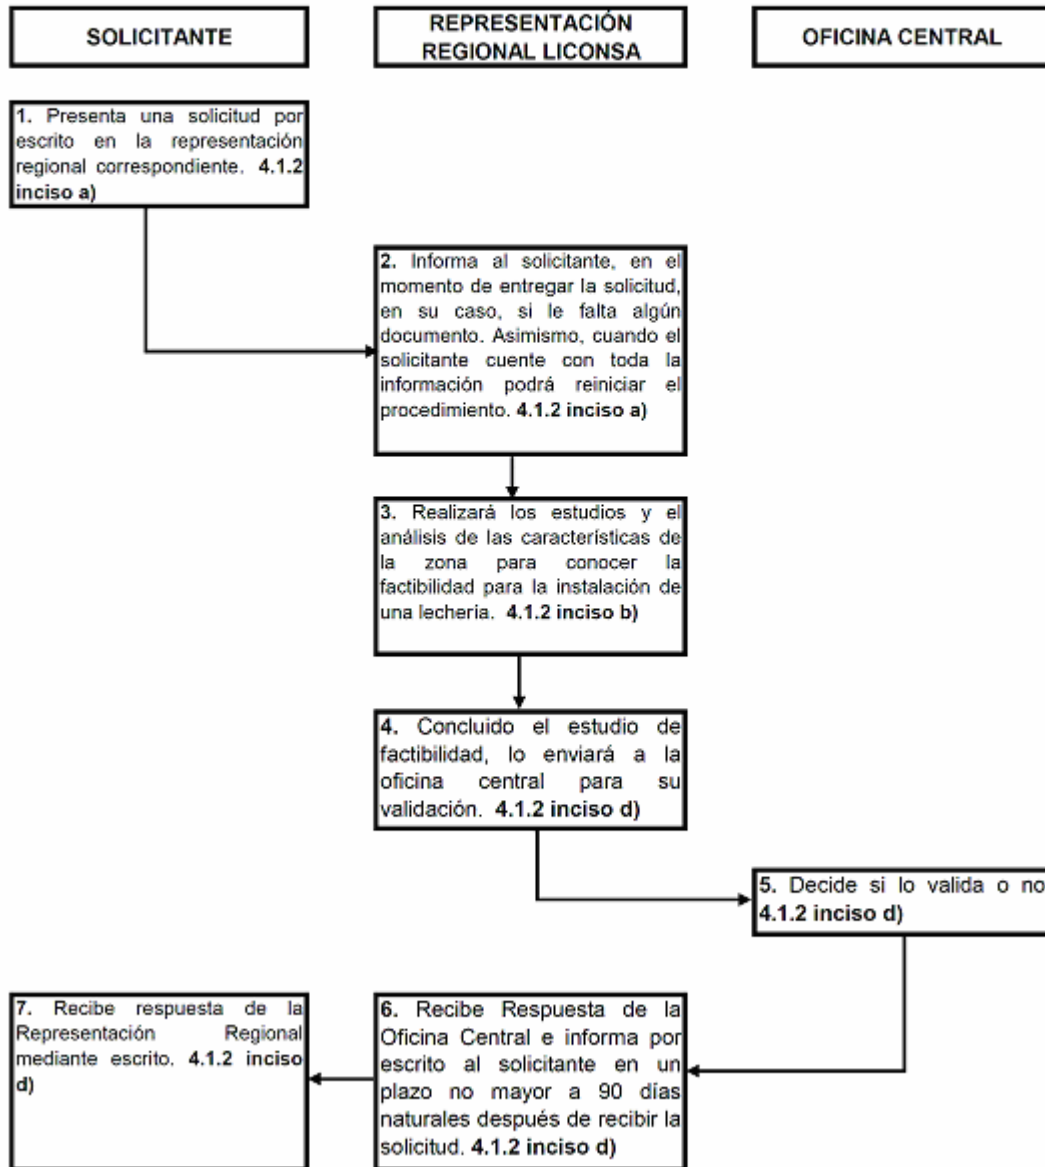 SOLICITANTE
REPRESENTACIÓN
REGIONAL LICONSA
OFICINA CENTRAL
1. Presenta una solicitud por
escrito en la representación
regional correspondiente. 4.1.2
inciso a)
2. Informa al solicitante, en el
momento de entregar la solicitud,
en su caso, si le falta algún
documento. Asimismo, cuando el
solicitante cuente con toda la
información podrá reiniciar el
procedimiento. 4.1.2 inciso a)
3. Realizará los estudios y el
análisis de las características de
la zona para conocer la
factibilidad para la instalación de
una lechería. 4.1.2 inciso b)
4. Concluido el estudio de
factibilidad, lo enviará a la
oficina central para su
validación. 4.1.2 inciso d)
5. Decide si lo valida o no
4.1.2 inciso d)
6. Recibe Respuesta de la
Oficina Central e informa por
escrito al solicitante en un
plazo no mayor a 90 días
naturales después de recibir la
solicitud. 4.1.2 inciso d)
7. Recibe respuesta de la
Representación Regional
mediante escrito. 4.1.2 inciso
d)